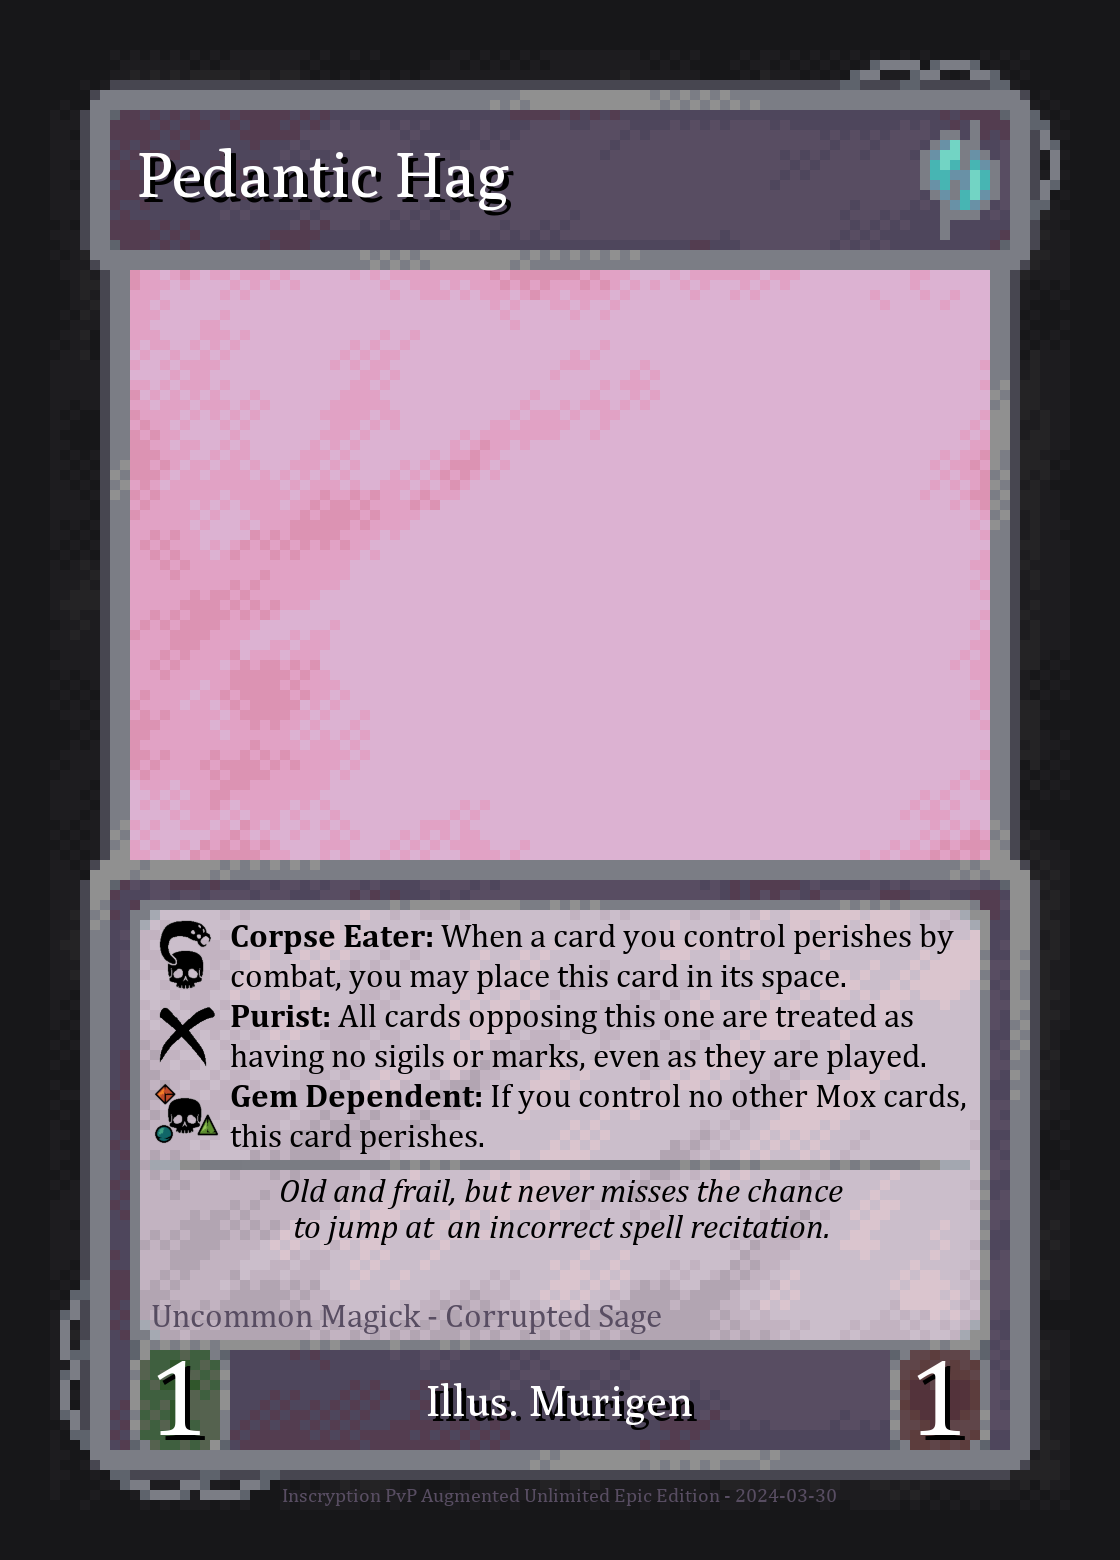 Pedantic Hag
Corpse Eater: When a card you control perishes by
combat, you may place this card in its space.
Purist: All cards opposing this one are treated as
having no sigils or marks, even as they are played.
Gem Dependent: If you control no other Mox cards,
this card perishes.
Old and frail, but never misses the chance
to jump at  an incorrect spell recitation.
Uncommon Magick - Corrupted Sage
1
Illus. Murigen
1
Inscryption PvP Augmented Unlimited Epic Edition - 2024-03-30